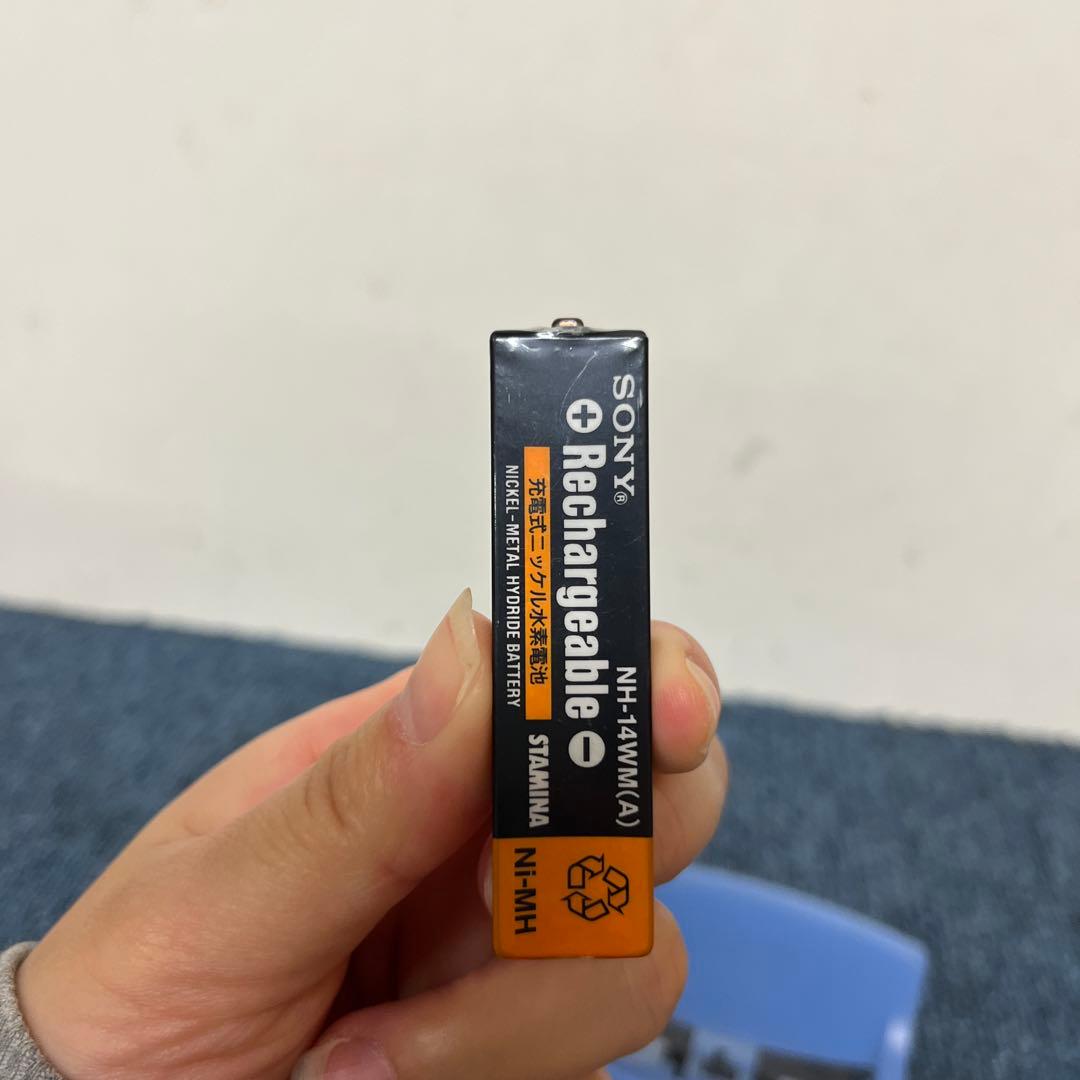 SONY®
NH-14WM(A)
+ Rechargeable −
充電式ニッケル水素電池
NICKEL-METAL HYDRIDE BATTERY
STAMINA
Ni-MH